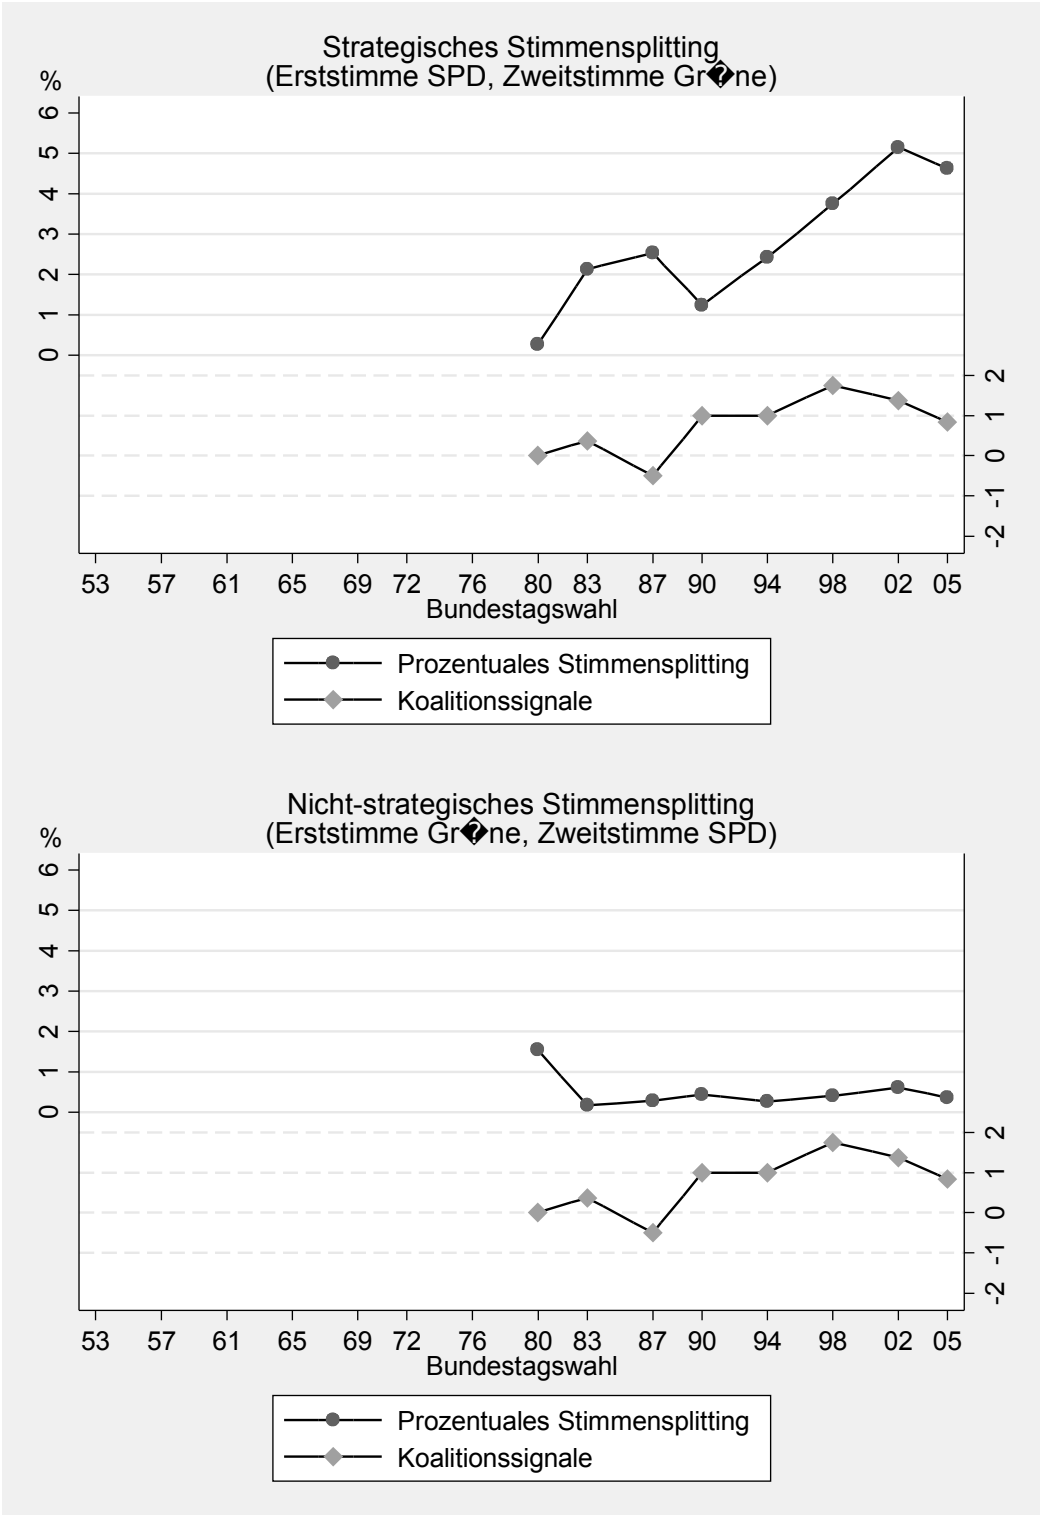 Strategisches Stimmensplitting
(Erststimme SPD, Zweitstimme Gr�ne)
%
6
5
4
3
2
1
0
2
1
0
-1
-2
53 57 61 65 69 72 76 80 83 87 90 94 98 02 05
Bundestagswahl
Prozentuales Stimmensplitting
Koalitionssignale
Nicht-strategisches Stimmensplitting
(Erststimme Gr�ne, Zweitstimme SPD)
%
6
5
4
3
2
1
0
2
1
0
-1
-2
53 57 61 65 69 72 76 80 83 87 90 94 98 02 05
Bundestagswahl
Prozentuales Stimmensplitting
Koalitionssignale